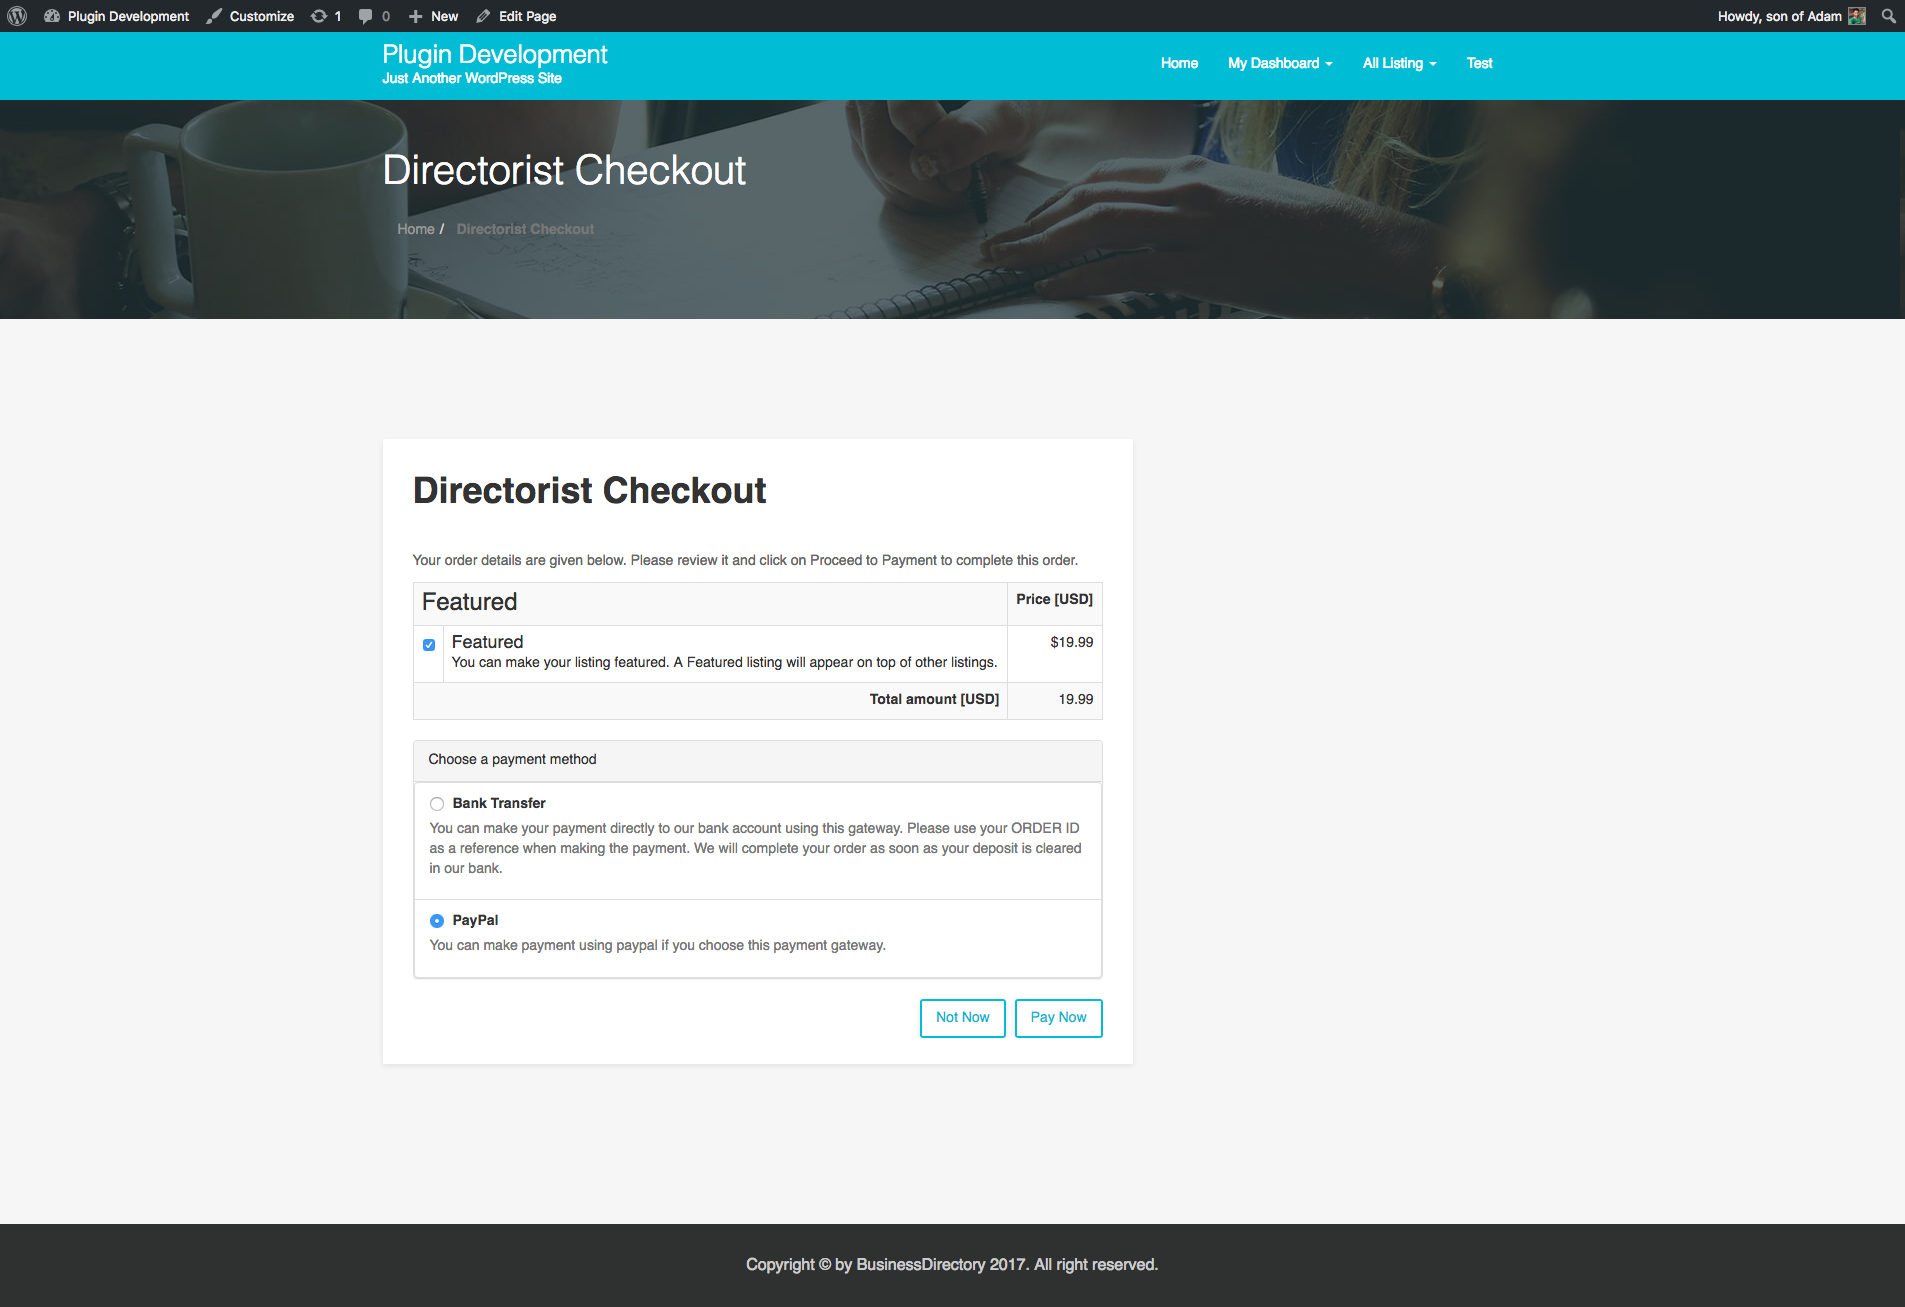 Plugin Development Customize 1 0 New Edit Page Howdy, son of Adam
Plugin Development
Just Another WordPress Site
Home My Dashboard All Listing Test
Directorist Checkout
Home / Directorist Checkout
Directorist Checkout
Your order details are given below. Please review it and click on Proceed to Payment to complete this order.
Featured Price [USD]
Featured $19.99
You can make your listing featured. A Featured listing will appear on top of other listings.
Total amount [USD] 19.99
Choose a payment method
Bank Transfer
You can make your payment directly to our bank account using this gateway. Please use your ORDER ID
as a reference when making the payment. We will complete your order as soon as your deposit is cleared
in our bank.
PayPal
You can make payment using paypal if you choose this payment gateway.
Not Now Pay Now
Copyright © by BusinessDirectory 2017. All right reserved.